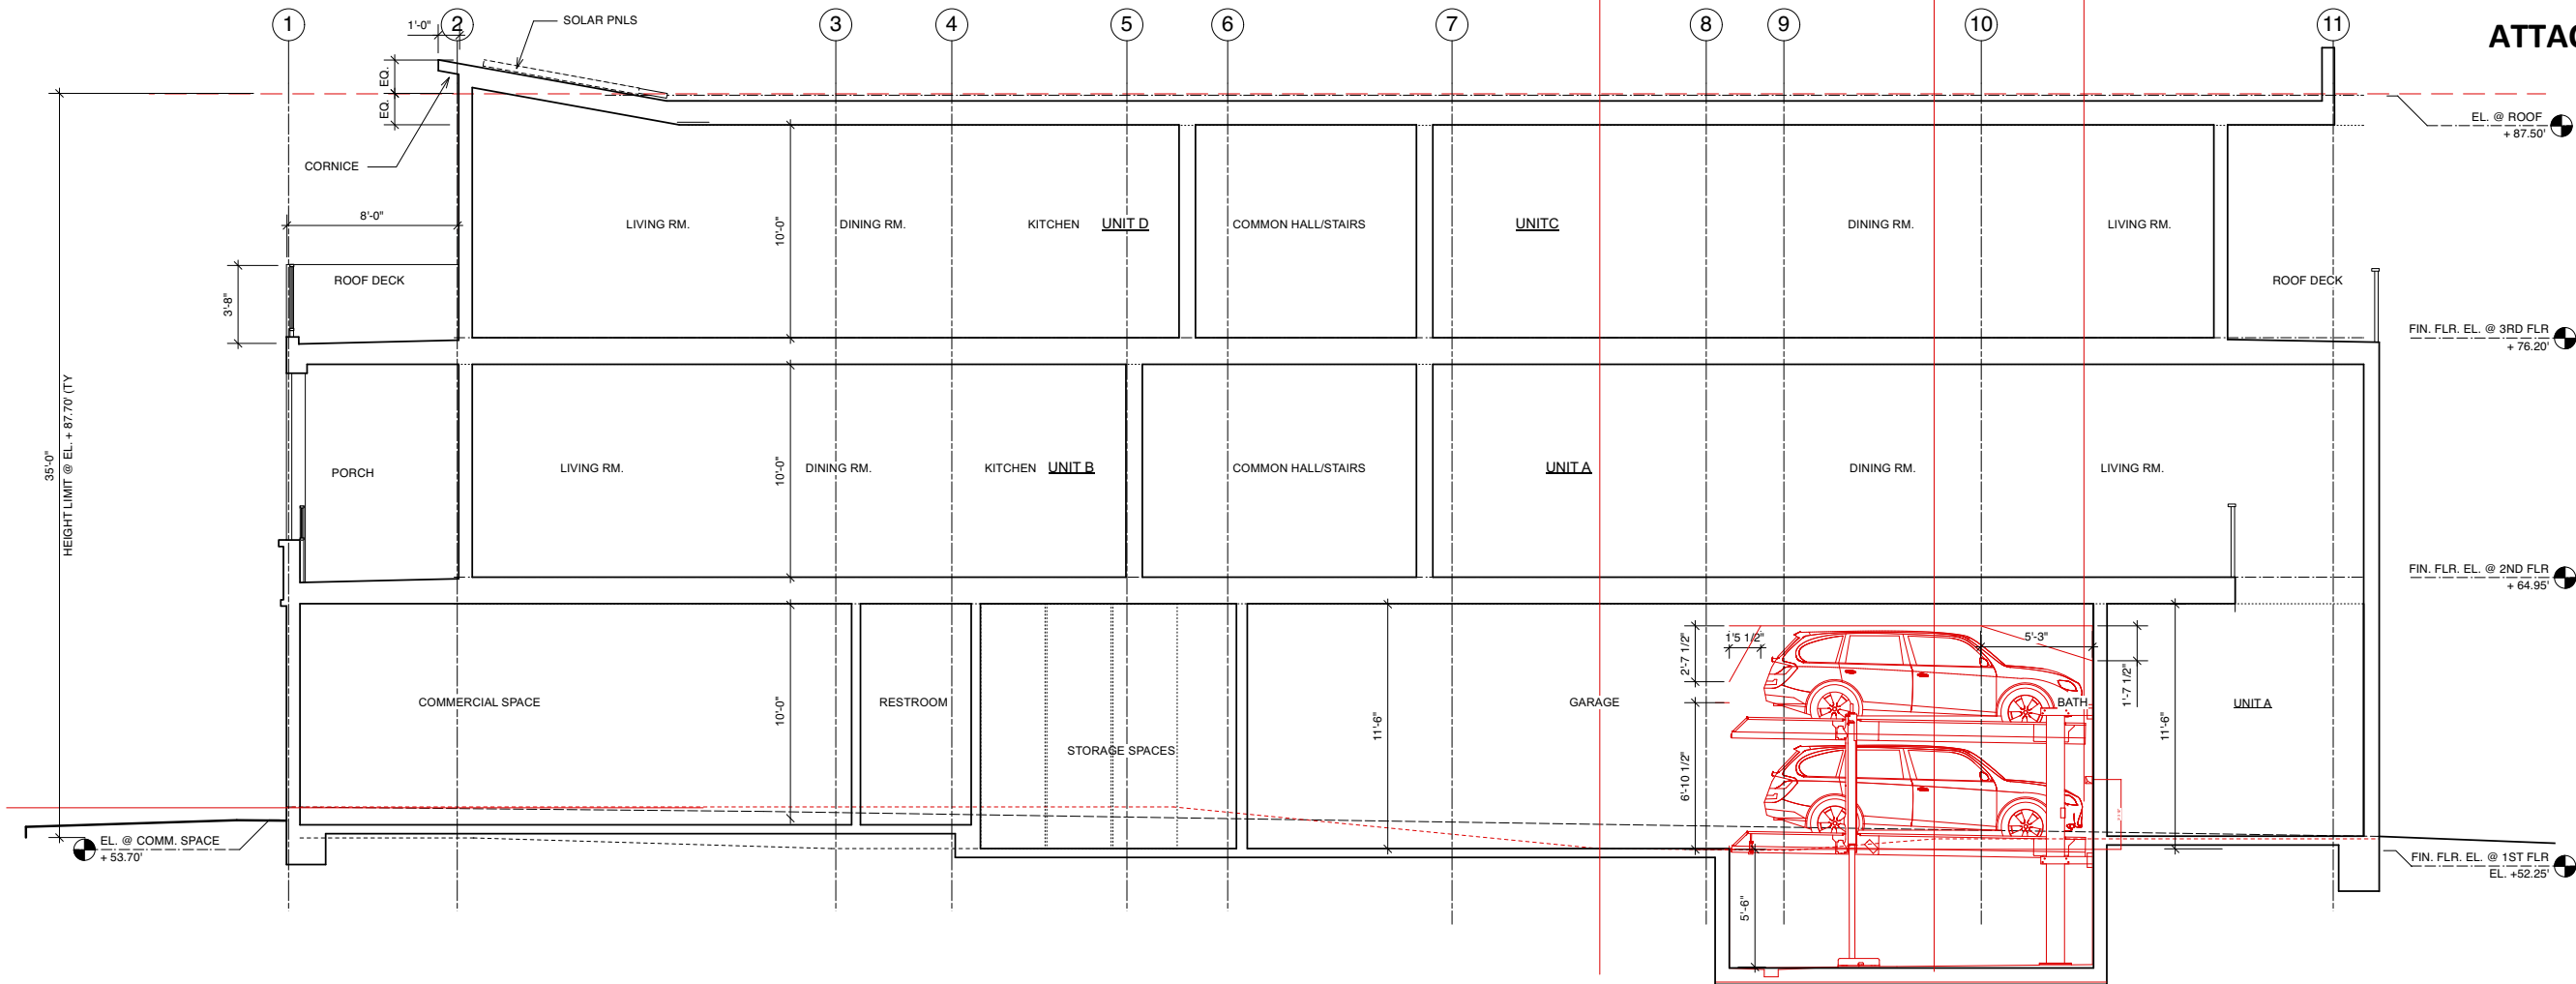 1 2 3 4 5 6 7 8 9 10 11
ATTAC
1'-0"
SOLAR PNLS
EQ.
EQ.
EL. @ ROOF
+ 87.50'
CORNICE
8'-0"
LIVING RM.
10'-0"
DINING RM.
KITCHEN UNIT D
COMMON HALL/STAIRS
UNITC
DINING RM.
LIVING RM.
3'-8"
ROOF DECK
ROOF DECK
FIN. FLR. EL. @ 3RD FLR
+ 76.20'
35'-0"
HEIGHT LIMIT @ EL. + 87.70' (TY
PORCH
LIVING RM.
10'-0"
DINING RM.
KITCHEN UNIT B
COMMON HALL/STAIRS
UNIT A
DINING RM.
LIVING RM.
FIN. FLR. EL. @ 2ND FLR
+ 64.95'
COMMERCIAL SPACE
10'-0"
RESTROOM
STORAGE SPACES
11'-6"
GARAGE
2'-7 1/2"
1'5 1/2"
6'-10 1/2"
5'-3"
1'-7 1/2"
BATH
11'-6"
UNIT A
5'-6"
EL. @ COMM. SPACE
+ 53.70'
FIN. FLR. EL. @ 1ST FLR
EL. +52.25'